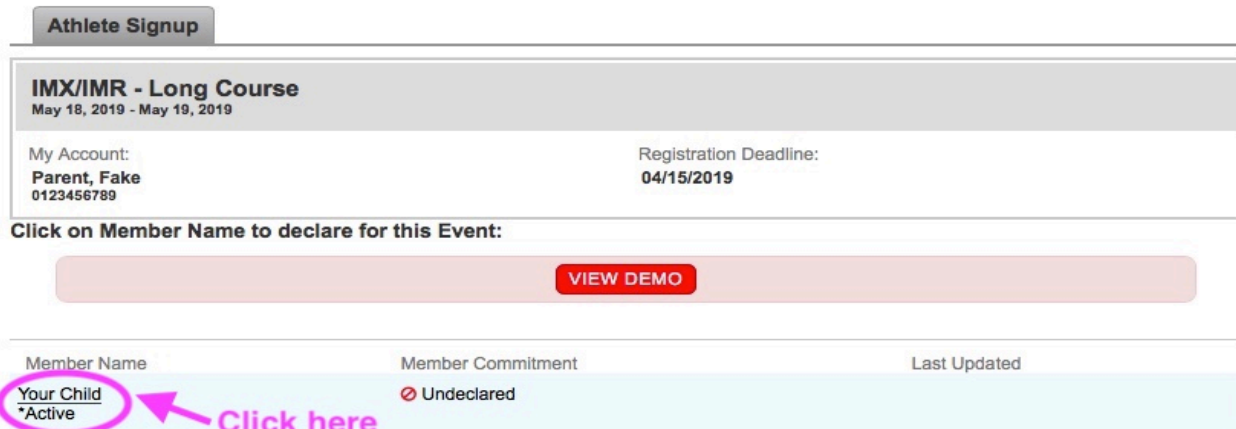 Athlete Signup
IMX/IMR - Long Course
May 18, 2019 - May 19, 2019
My Account:
Registration Deadline:
Parent, Fake
04/15/2019
0123456789
Click on Member Name to declare for this Event:
VIEW DEMO
Member Name
Member Commitment
Last Updated
Your Child
Undeclared
*Active
Click here